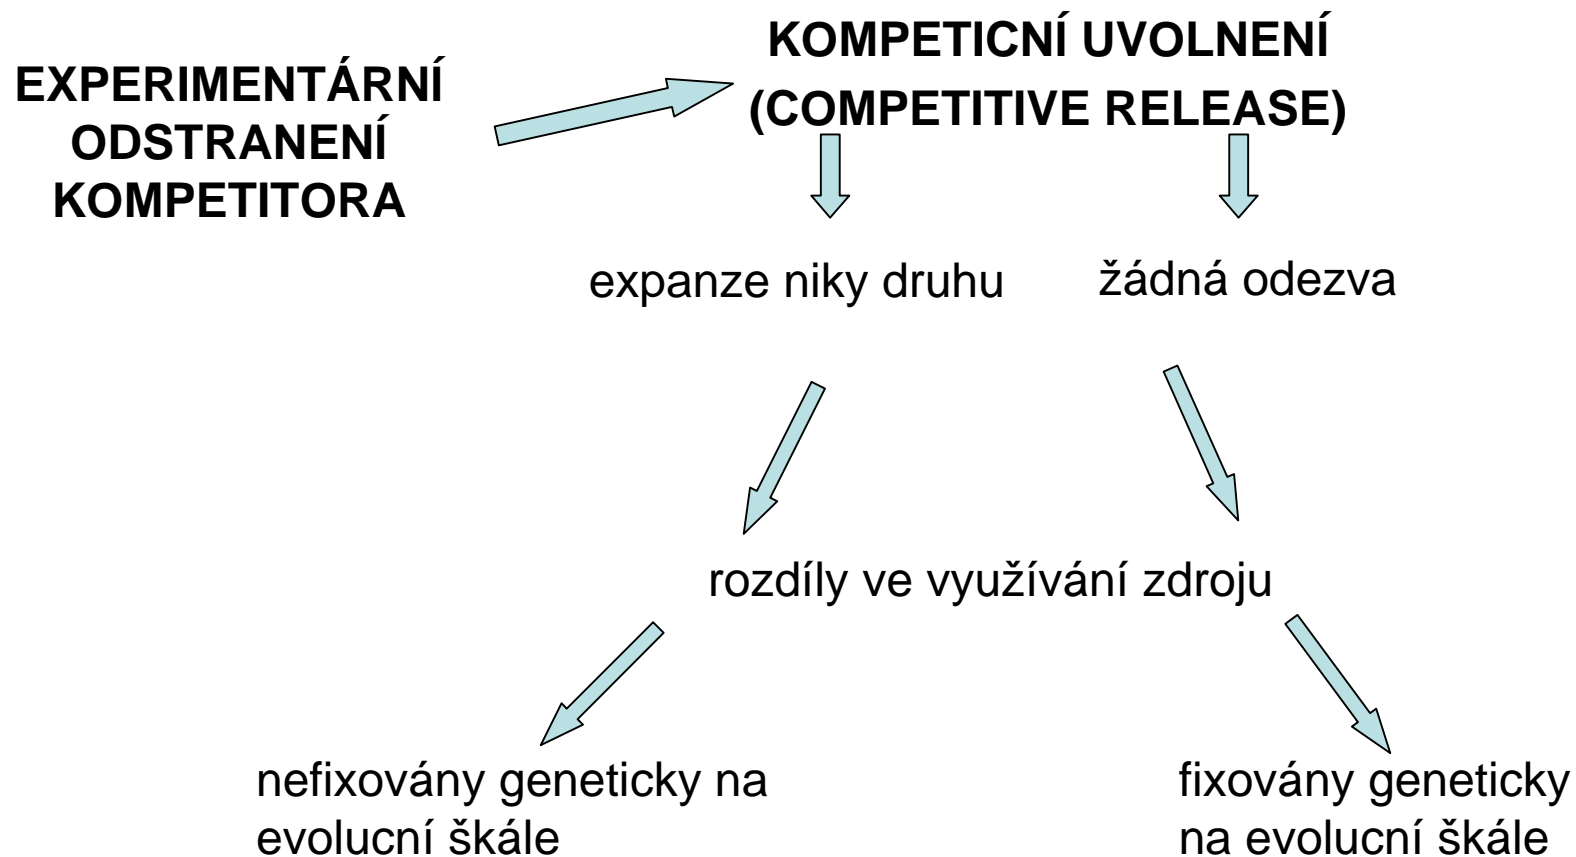 EXPERIMENTÁRNÍ
ODSTRANENÍ
KOMPETITORA
KOMPETICNÍ UVOLNENÍ
(COMPETITIVE RELEASE)
expanze niky druhu
žádná odezva
rozdíly ve využívání zdroju
nefixovány geneticky na
evolucní škále
fixovány geneticky
na evolucní škále